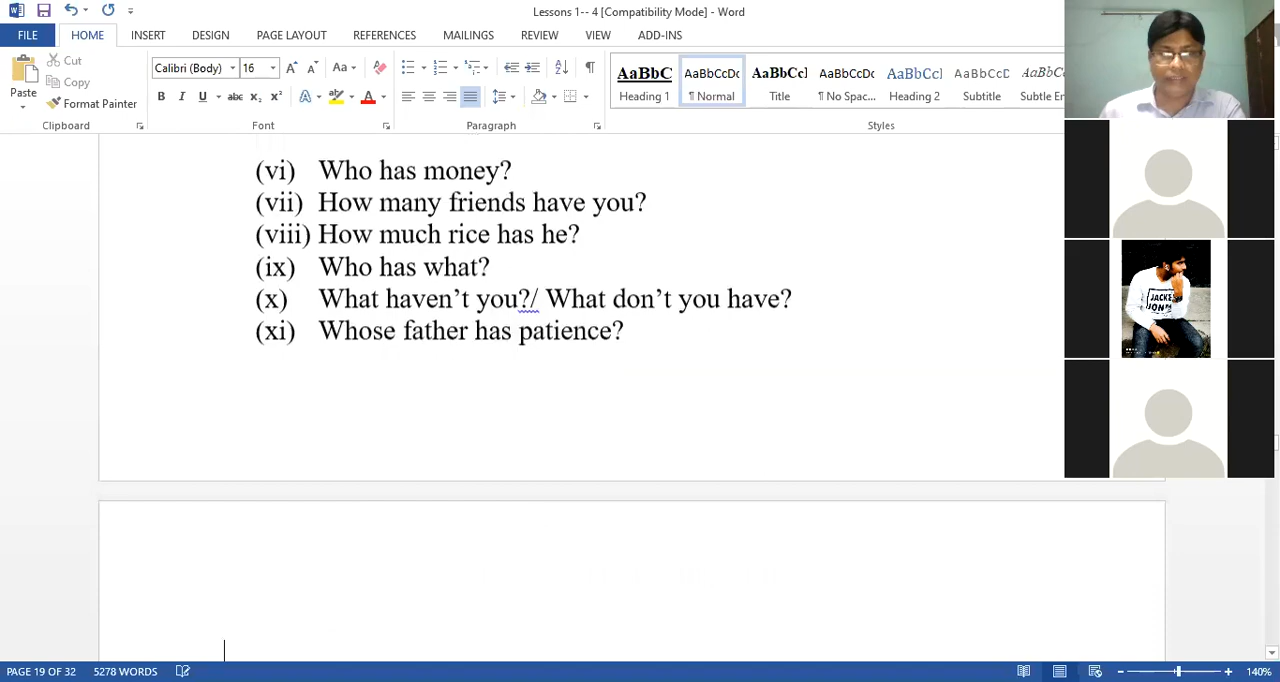 Lessons 1-- 4 [Compatibility Mode] - Word
FILE HOME INSERT DESIGN PAGE LAYOUT REFERENCES MAILINGS REVIEW VIEW ADD-INS
Paste
Cut
Copy
Format Painter
Calibri (Body) 16
AaBbC AaBbCcDc AaBbCcl AaBbCcDc AaBbCcl AaBbCcD AaBbC
Heading 1 ¶ Normal Title ¶ No Spac... Heading 2 Subtitle Subtle Em
Clipboard Font Paragraph Styles
(vi) Who has money?
(vii) How many friends have you?
(viii) How much rice has he?
(ix) Who has what?
(x) What haven’t you?/ What don’t you have?
(xi) Whose father has patience?
JACKE
JONH
PAGE 19 OF 32 5278 WORDS 140%